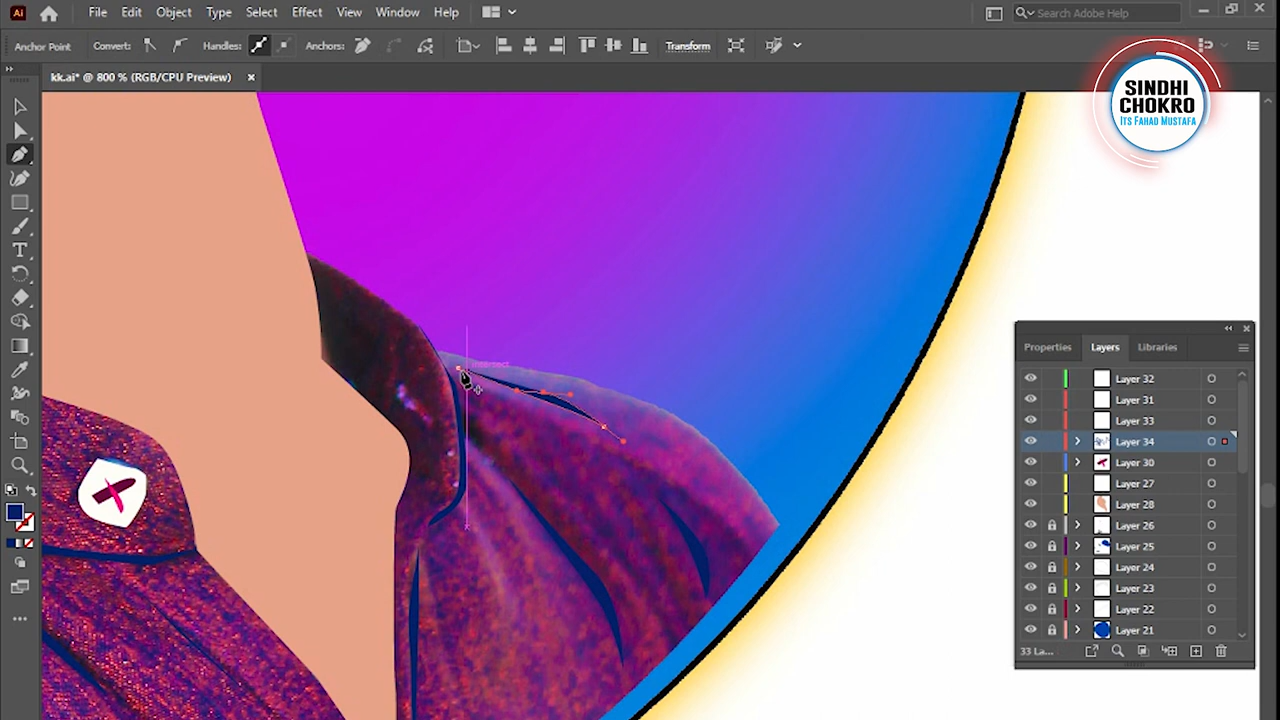 Ai File Edit Object Type Select Effect View Window Help Search Adobe Help
Anchor Point Convert: Handles: Anchors: Transform
kk.ai* @ 800 % (RGB/CPU Preview) ×
SINDHI
CHOKRO
ITS FAHAD MUSTAFA
intersect
Properties Layers Libraries
Layer 32
Layer 31
Layer 33
Layer 34
Layer 30
Layer 27
Layer 28
Layer 26
Layer 25
Layer 24
Layer 23
Layer 22
Layer 21
33 La...